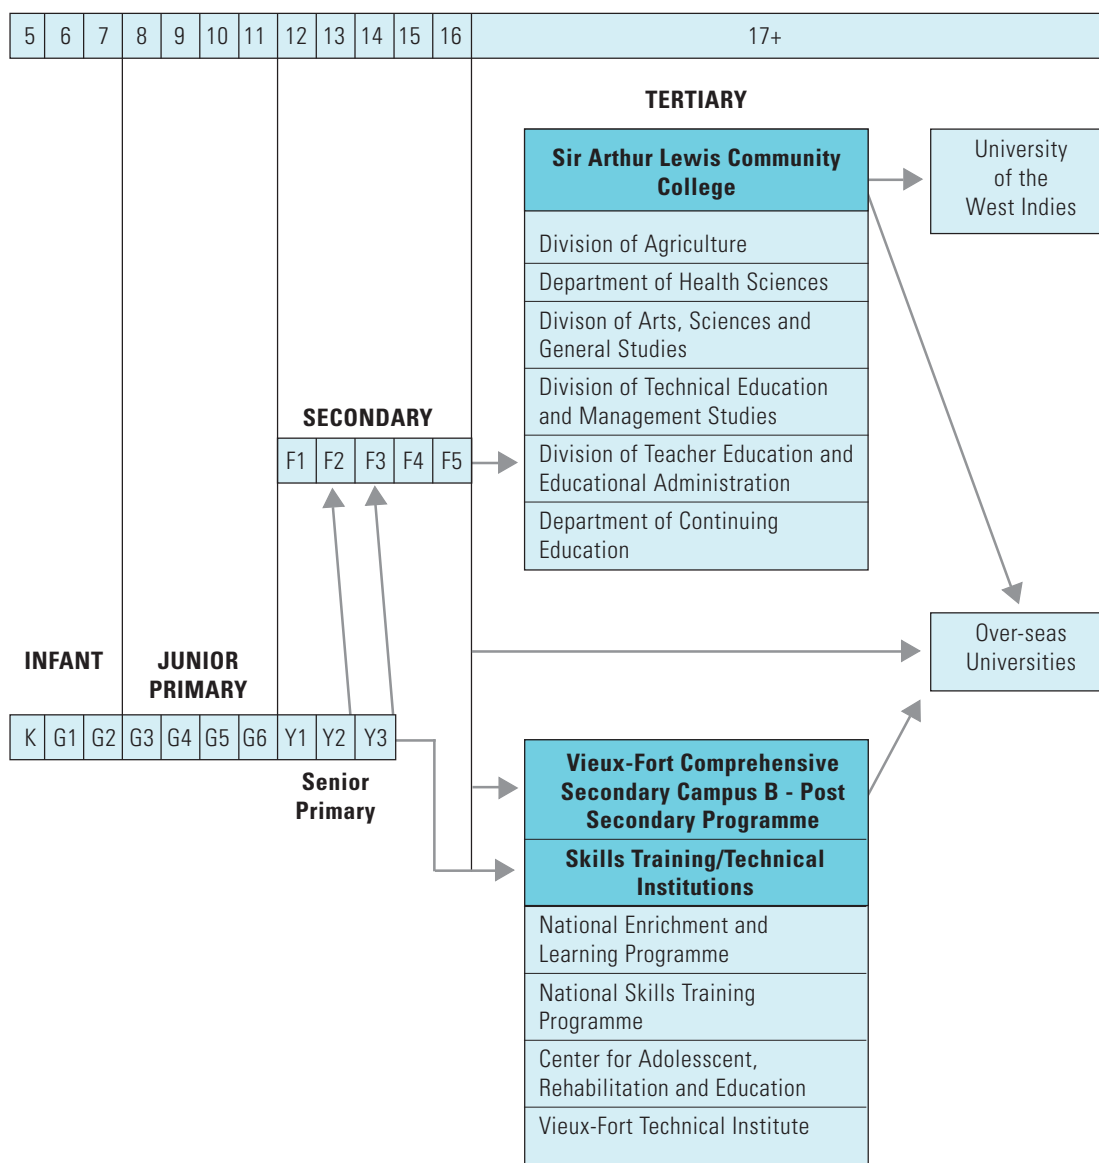 5 6 7 8 9 10 11 12 13 14 15 16 17+
TERTIARY
Sir Arthur Lewis Community
College
University
of the
West Indies
Division of Agriculture
Department of Health Sciences
Divison of Arts, Sciences and
General Studies
Division of Technical Education
and Management Studies
Division of Teacher Education and
Educational Administration
Department of Continuing
Education
SECONDARY
F1 F2 F3 F4 F5
Over-seas
Universities
INFANT
JUNIOR
PRIMARY
K G1 G2 G3 G4 G5 G6 Y1 Y2 Y3
Senior
Primary
Vieux-Fort Comprehensive
Secondary Campus B - Post
Secondary Programme
Skills Training/Technical
Institutions
National Enrichment and
Learning Programme
National Skills Training
Programme
Center for Adolesscent,
Rehabilitation and Education
Vieux-Fort Technical Institute